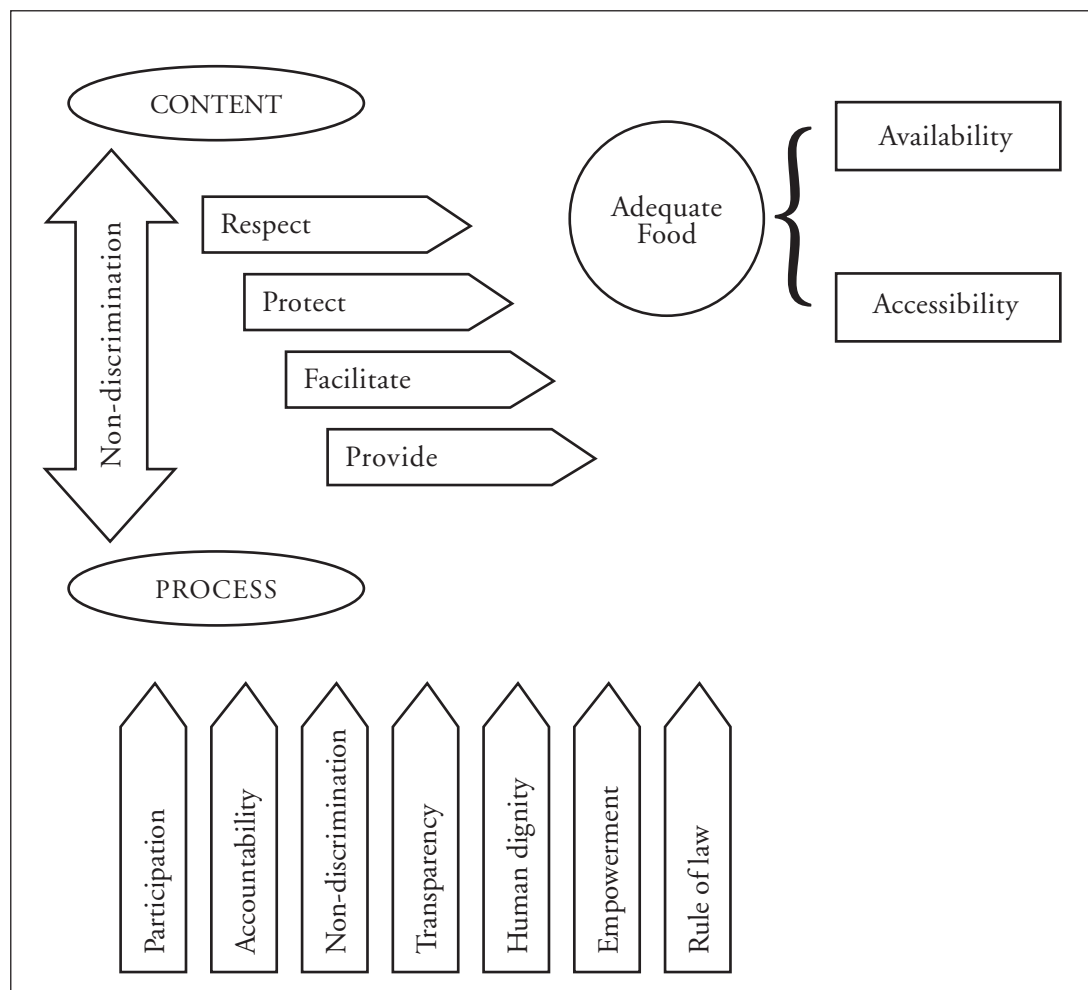 CONTENT
Non-discrimination
Respect
Protect
Facilitate
Provide
Adequate
Food
Availability
Accessibility
PROCESS
Participation
Accountability
Non-discrimination
Transparency
Human dignity
Empowerment
Rule of law